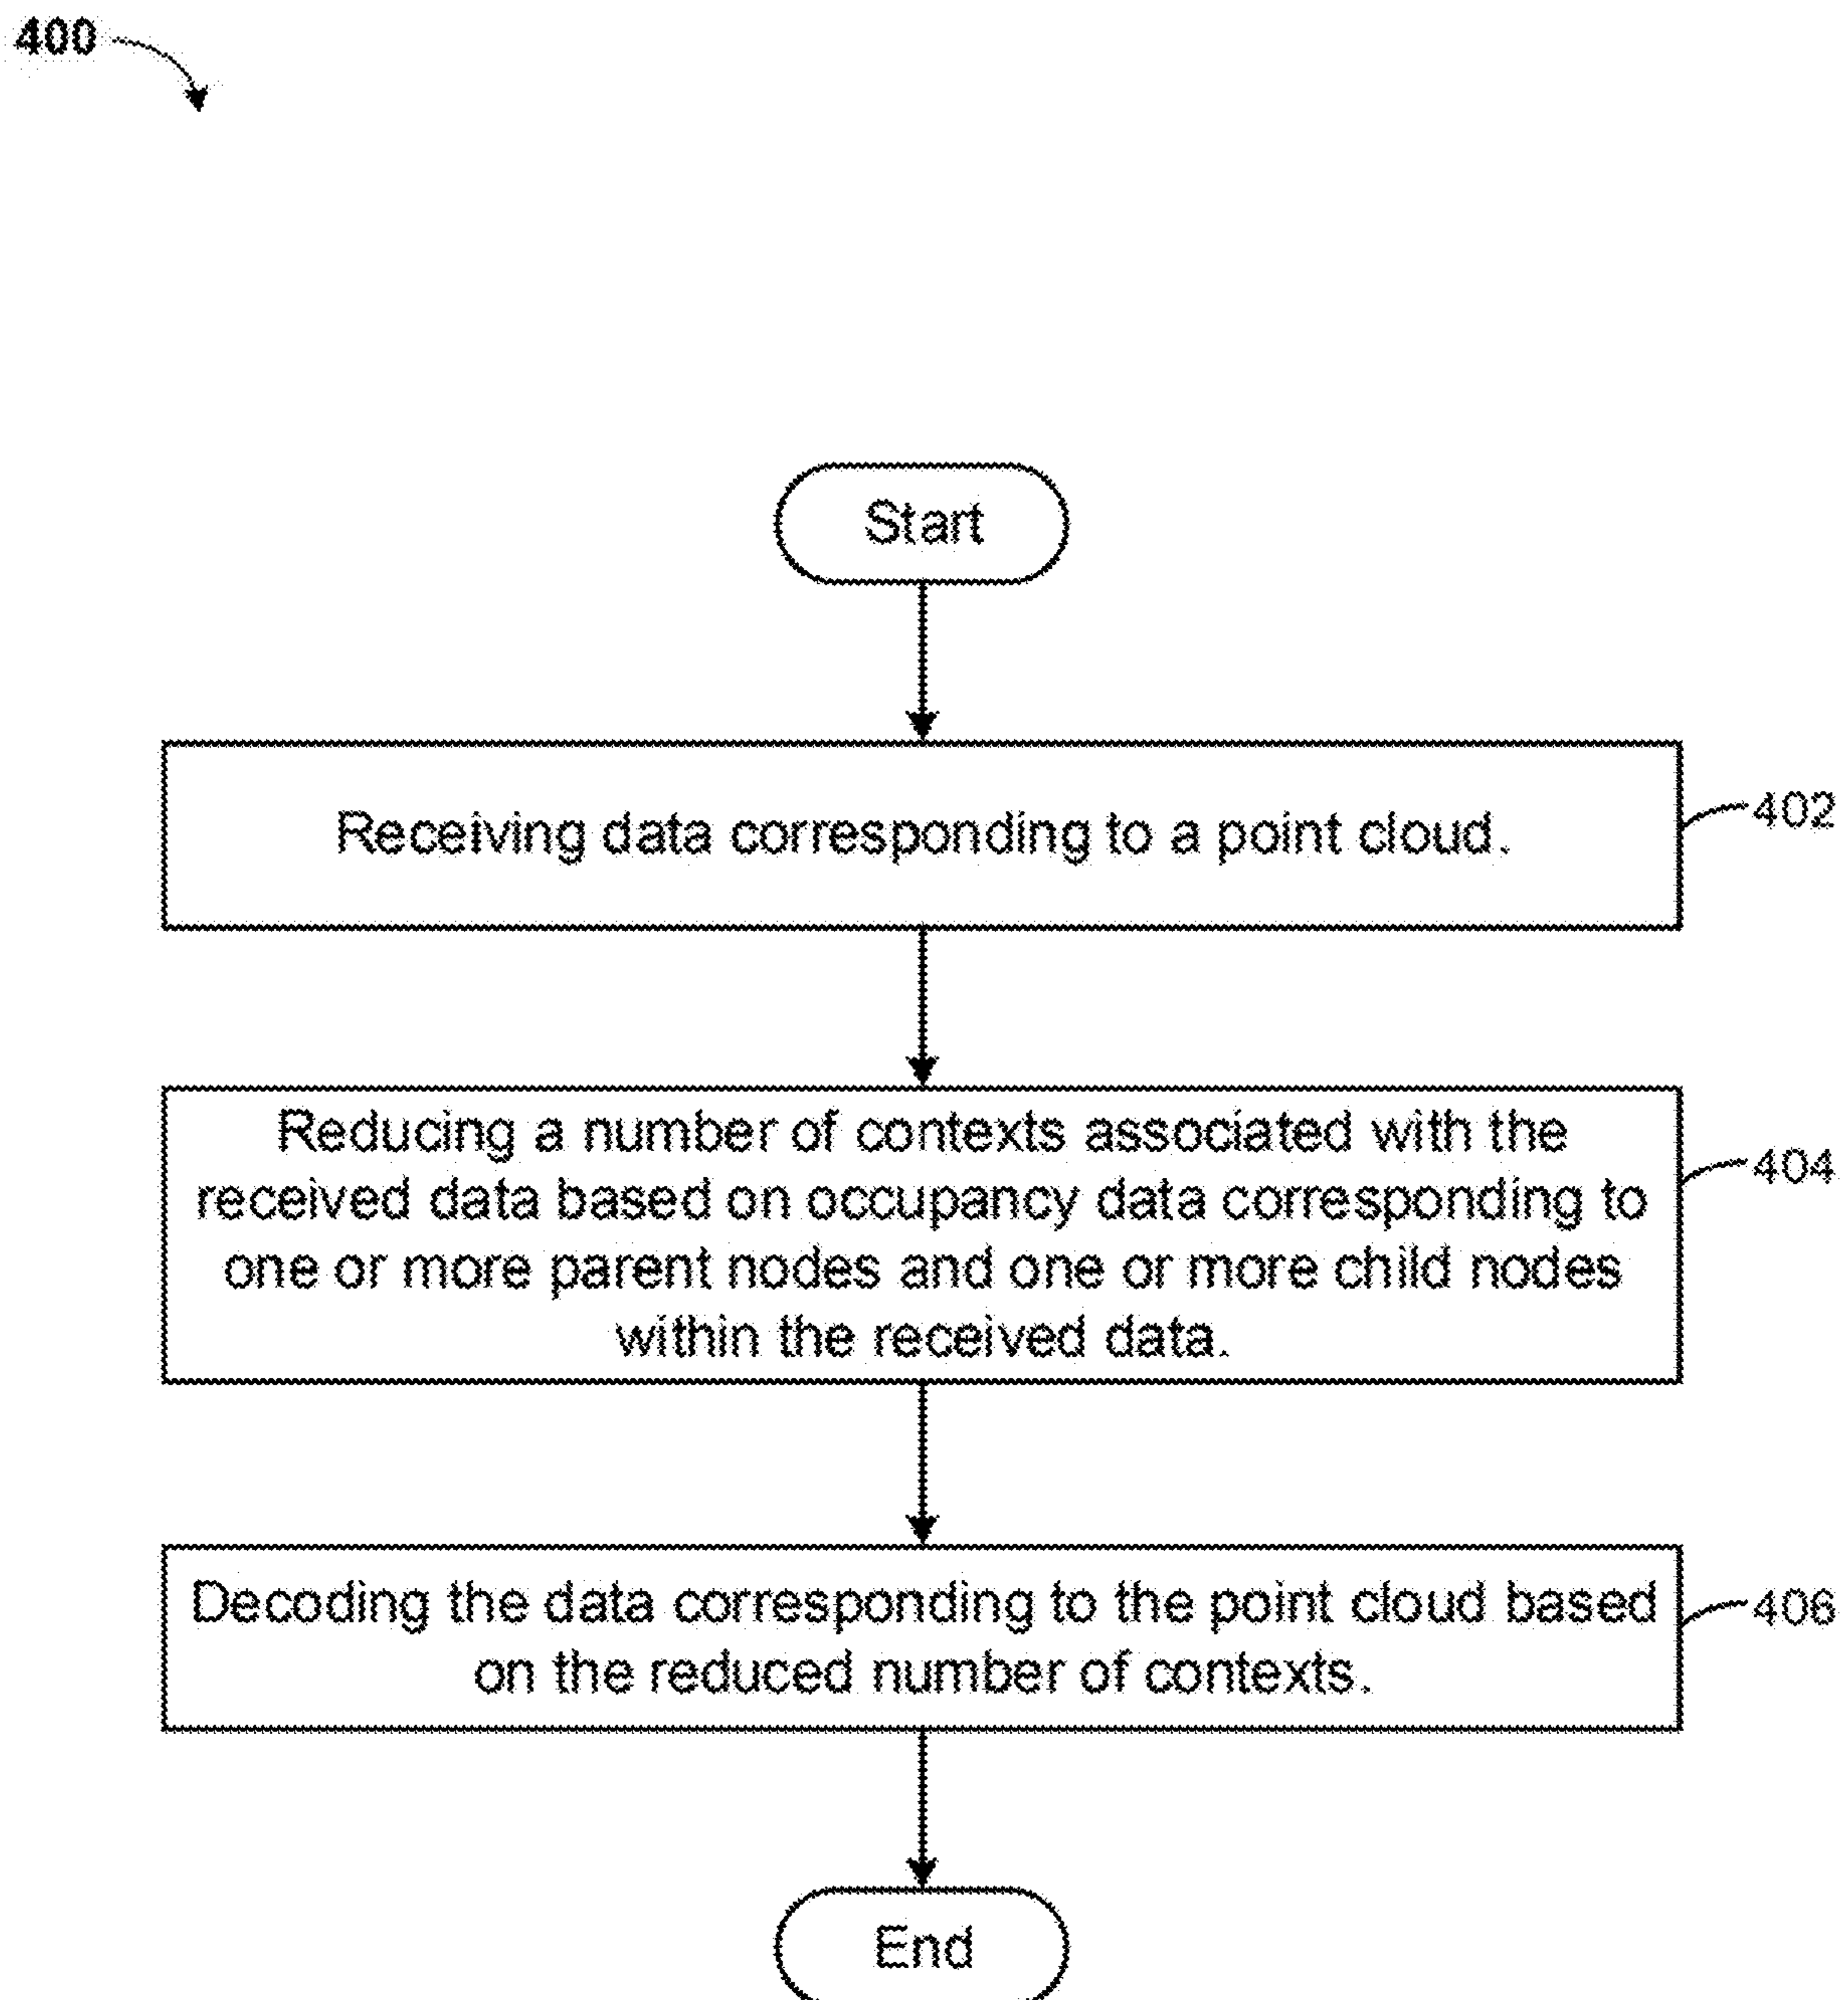 400
Start
Receiving data corresponding to a point cloud.
402
Reducing a number of contexts associated with the
received data based on occupancy data corresponding to
one or more parent nodes and one or more child nodes
within the received data.
404
Decoding the data corresponding to the point cloud based
on the reduced number of contexts.
406
End